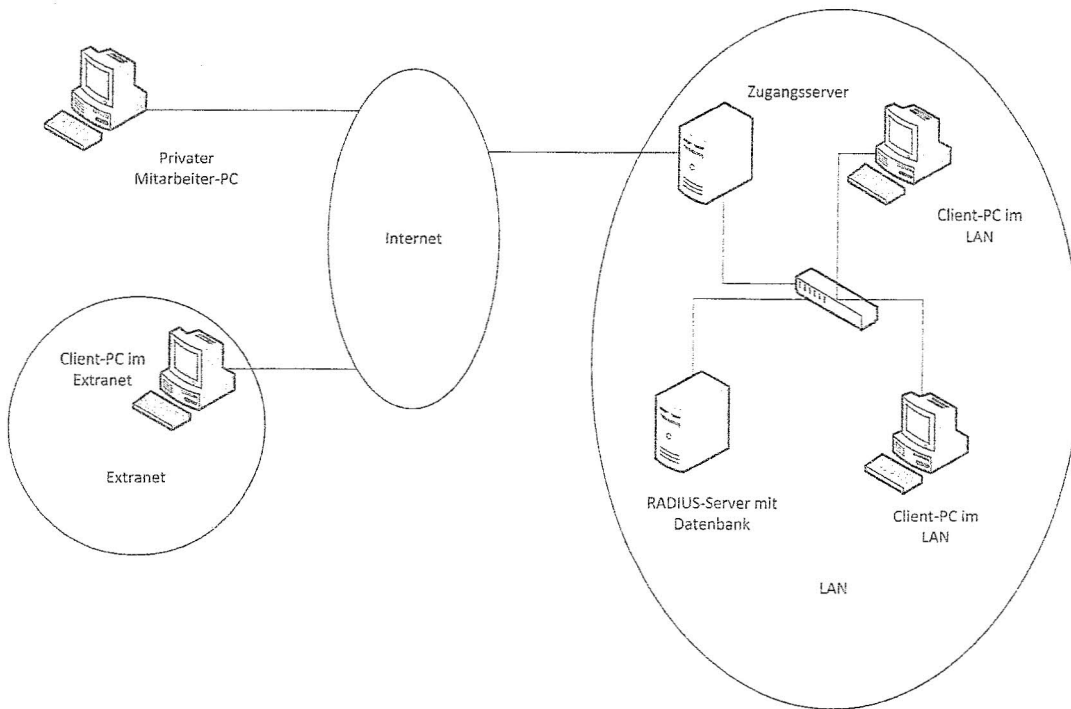 Zugangsserver
Privater
Mitarbeiter-PC
Client-PC im
LAN
Internet
Client-PC im
Extranet
Extranet
RADIUS-Server mit
Datenbank
Client-PC im
LAN
LAN